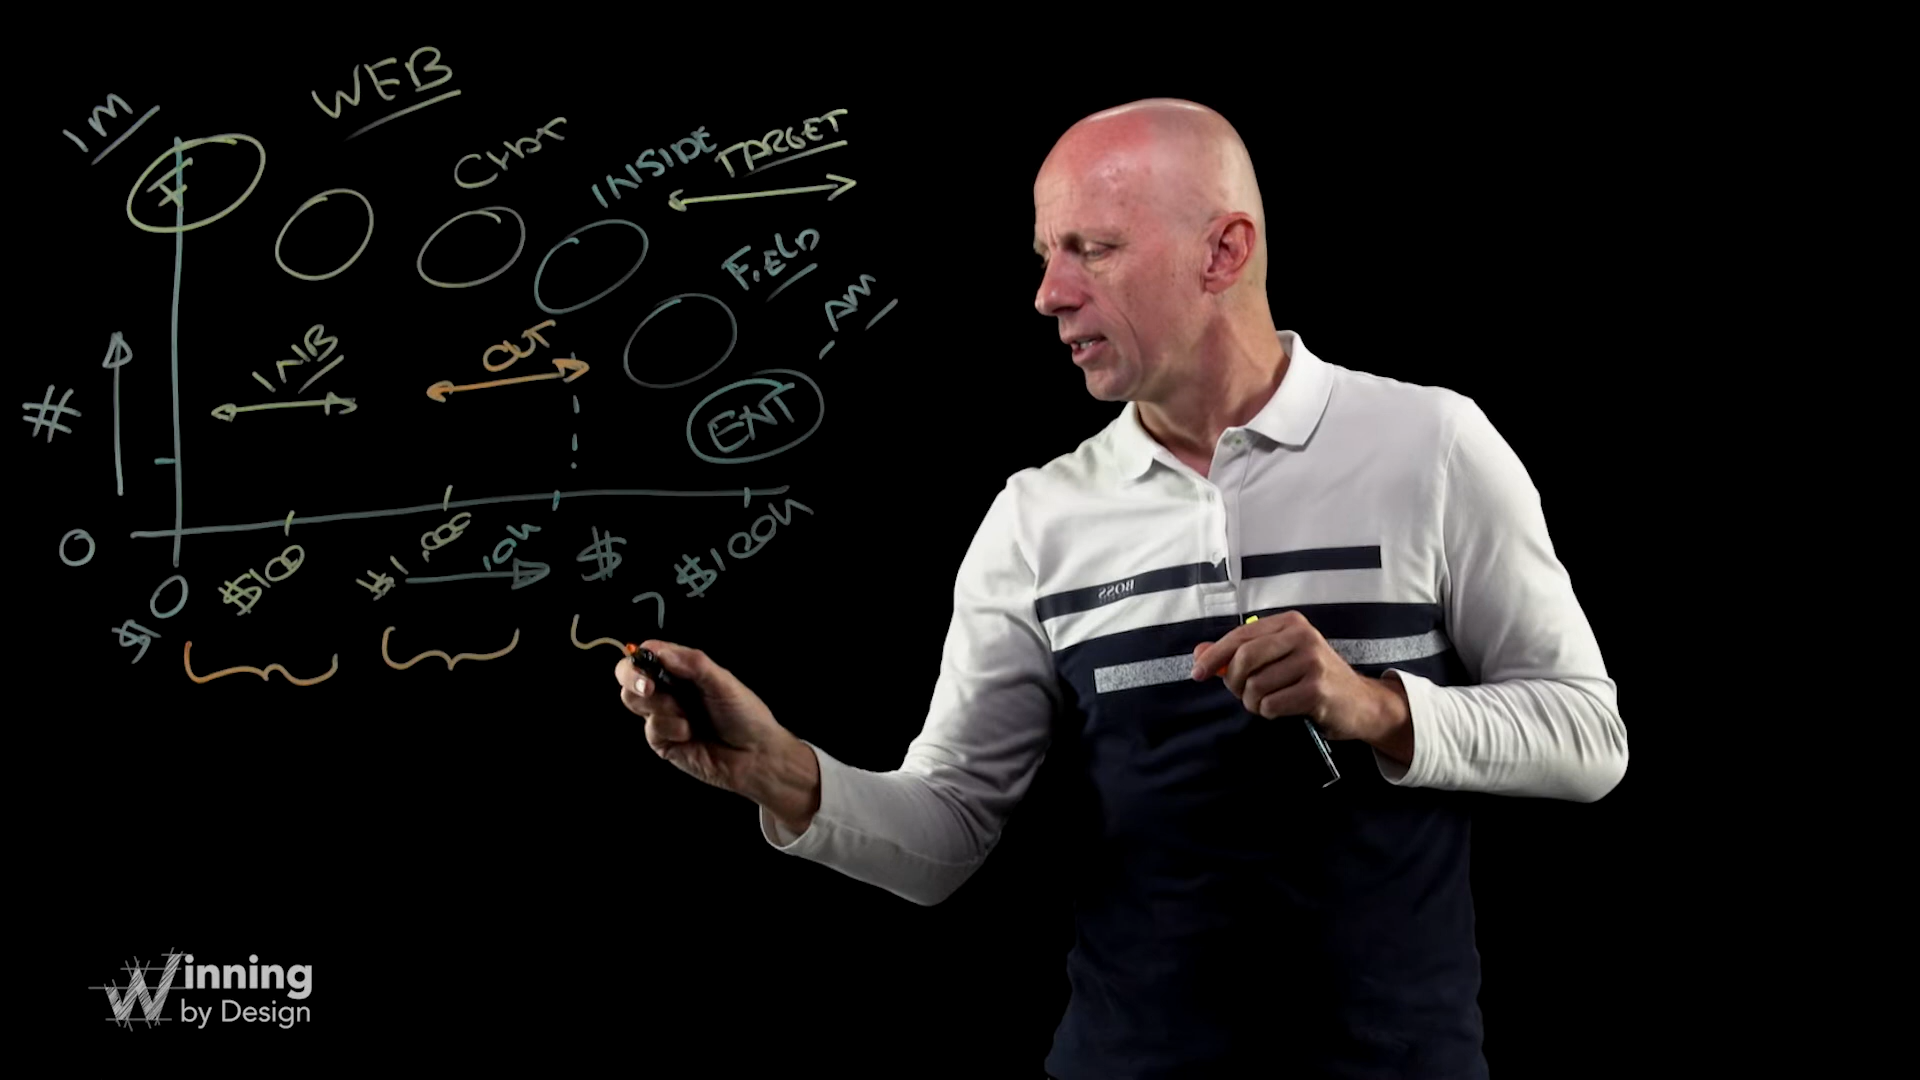 WEB
1M
CHAT
INSIDE
TARGET
I
FIELD
AM
INB
OUT
#
ENT
0
$100
$1,000
10k
$
$100k
0
$
BOSS
Winning
by Design